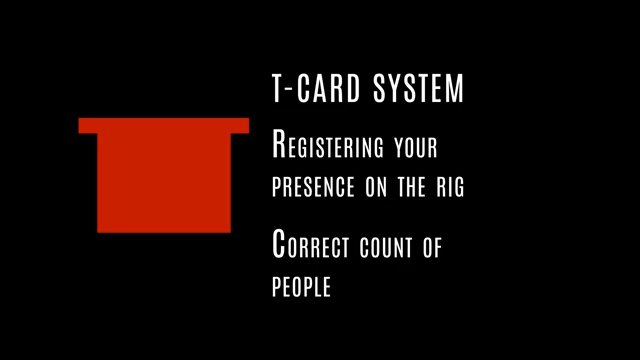 T-CARD SYSTEM
REGISTERING YOUR
PRESENCE ON THE RIG
CORRECT COUNT OF
PEOPLE